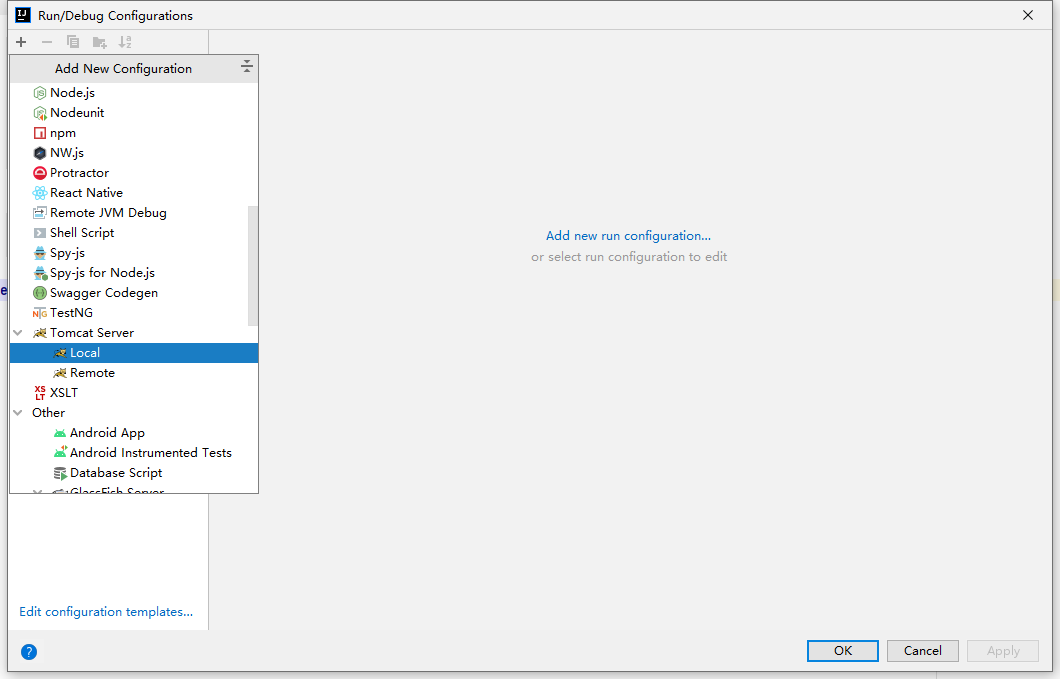 Run/Debug Configurations
Add New Configuration
Node.js
Nodeunit
npm
NW.js
Protractor
React Native
Remote JVM Debug
Shell Script
Spy-js
Spy-js for Node.js
Swagger Codegen
TestNG
Tomcat Server
Local
Remote
XSLT
Other
Android App
Android Instrumented Tests
Database Script
GlassFish Server
Add new run configuration...
or select run configuration to edit
Edit configuration templates...
?
OK
Cancel
Apply